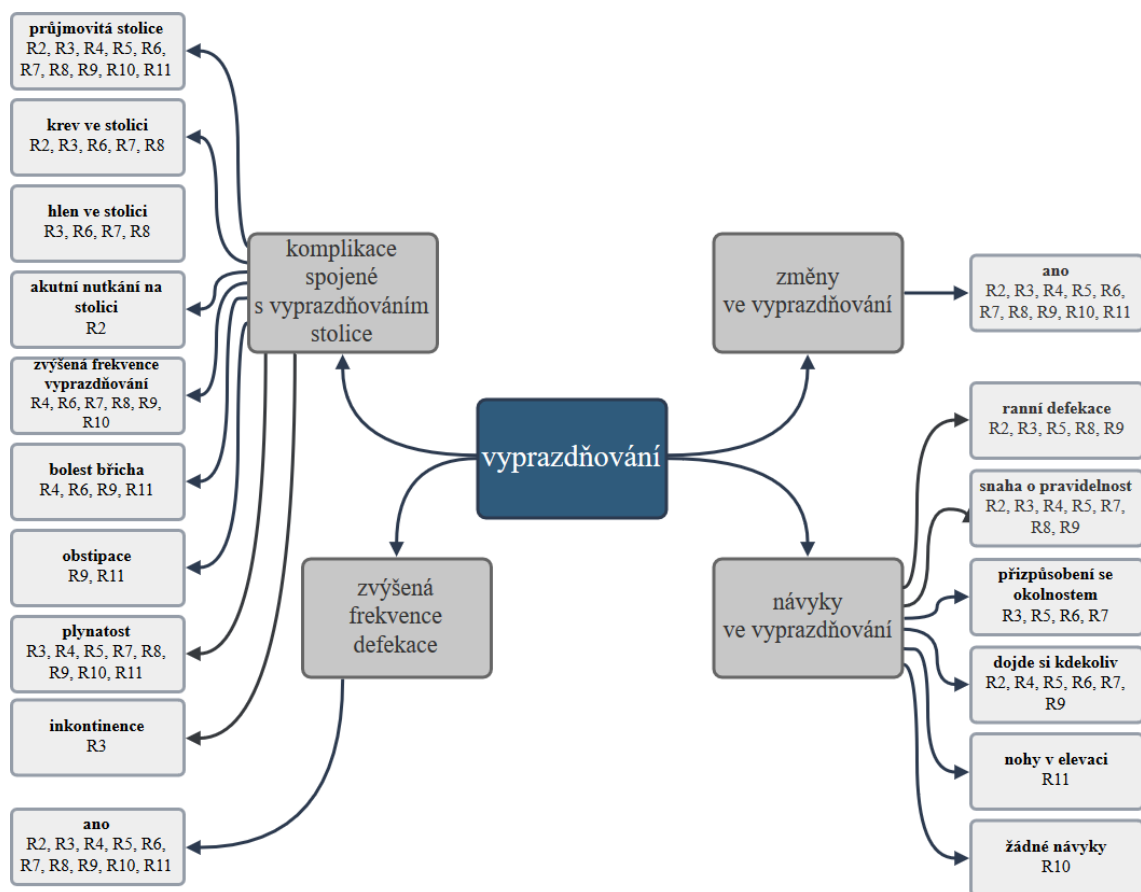 průjmovitá stolice
R2, R3, R4, R5, R6,
R7, R8, R9, R10, R11
krev ve stolici
R2, R3, R6, R7, R8
hlen ve stolici
R3, R6, R7, R8
akutní nutkání na
stolici
R2
zvýšená frekvence
vyprazdňování
R4, R6, R7, R8, R9,
R10
bolest břicha
R4, R6, R9, R11
obstipace
R9, R11
plynatost
R3, R4, R5, R7, R8,
R9, R10, R11
inkontinence
R3
ano
R2, R3, R4, R5, R6,
R7, R8, R9, R10, R11
komplikace
spojené
s vyprazdňováním
stolice
zvýšená
frekvence
defekace
vyprazdňování
změny
ve vyprazdňování
návyky
ve vyprazdňování
ano
R2, R3, R4, R5, R6,
R7, R8, R9, R10, R11
ranní defekace
R2, R3, R5, R8, R9
snaha o pravidelnost
R2, R3, R4, R5, R7,
R8, R9
přizpůsobení se
okolnostem
R3, R5, R6, R7
dojde si kdekoliv
R2, R4, R5, R6, R7,
R9
nohy v elevaci
R11
žádné návyky
R10